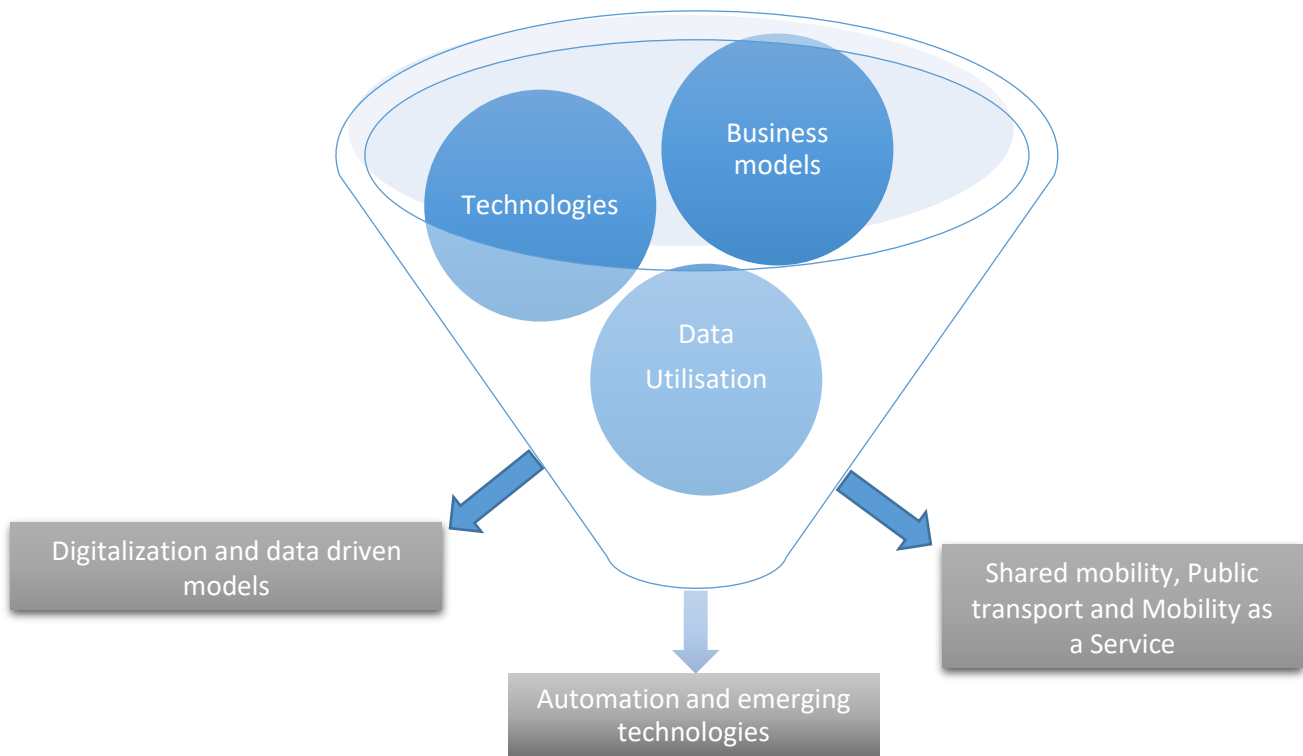 Business
models
Technologies
Data
Utilisation
Digitalization and data driven
models
Shared mobility, Public
transport and Mobility as
a Service
Automation and emerging
technologies